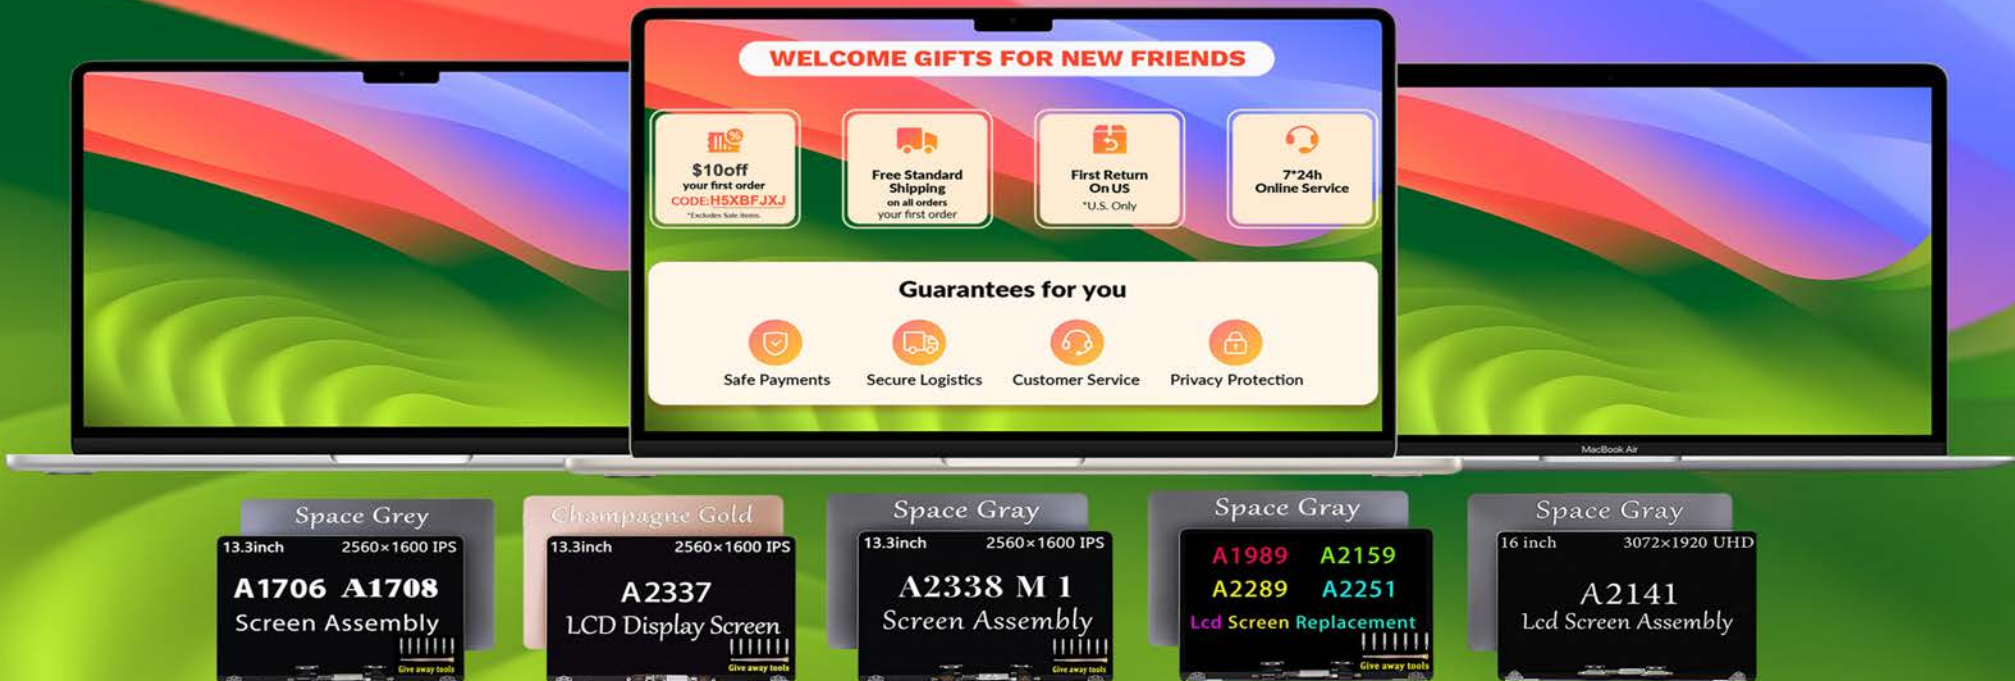 WELCOME GIFTS FOR NEW FRIENDS
$10off
your first order
CODE:H5XBFJXJ
*Excludes Sale items.
Free Standard
Shipping
on all orders
your first order
First Return
On US
*U.S. Only
7*24h
Online Service
Guarantees for you
Safe Payments
Secure Logistics
Customer Service
Privacy Protection
MacBook Air
Space Grey
13.3inch 2560×1600 IPS
A1706 A1708
Screen Assembly
Give away tools
Champagne Gold
13.3inch 2560×1600 IPS
A2337
LCD Display Screen
Give away tools
Space Gray
13.3inch 2560×1600 IPS
A2338 M 1
Screen Assembly
Give away tools
Space Gray
A1989 A2159
A2289 A2251
Lcd Screen Replacement
Give away tools
Space Gray
16 inch 3072×1920 UHD
A2141
Lcd Screen Assembly